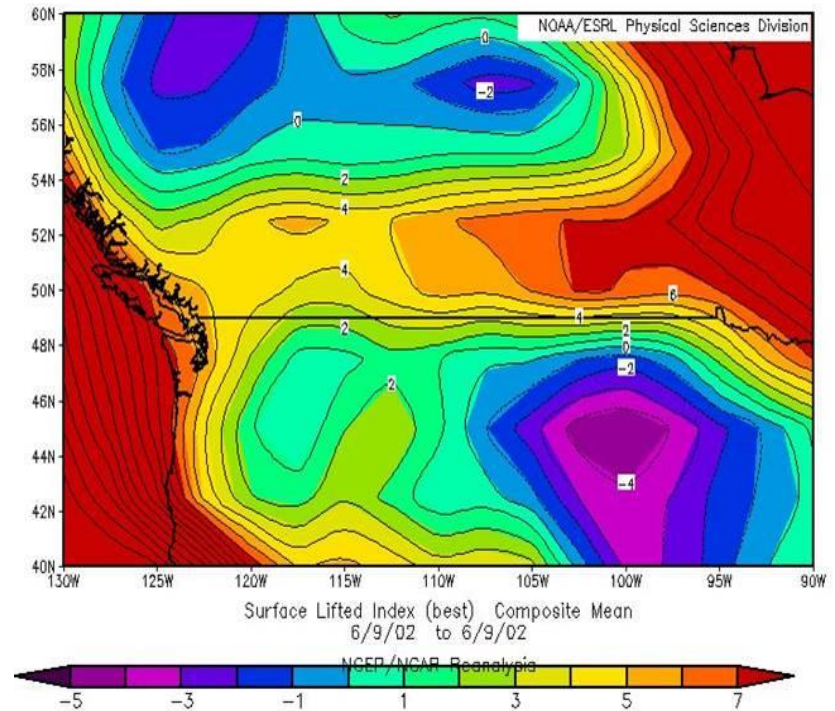 NOAA/ESRL Physical Sciences Division
60N
58N
56N
54N
52N
50N
48N
46N
44N
42N
40N
0
-2
0
2
4
4
6
4
2
2
0
-2
2
-4
130W 125W 120W 115W 110W 105W 100W 95W 90W
Surface Lifted Index (best) Composite Mean
6/9/02 to 6/9/02
NCEP/NCAR Reanalysis
-5 -3 -1 1 3 5 7